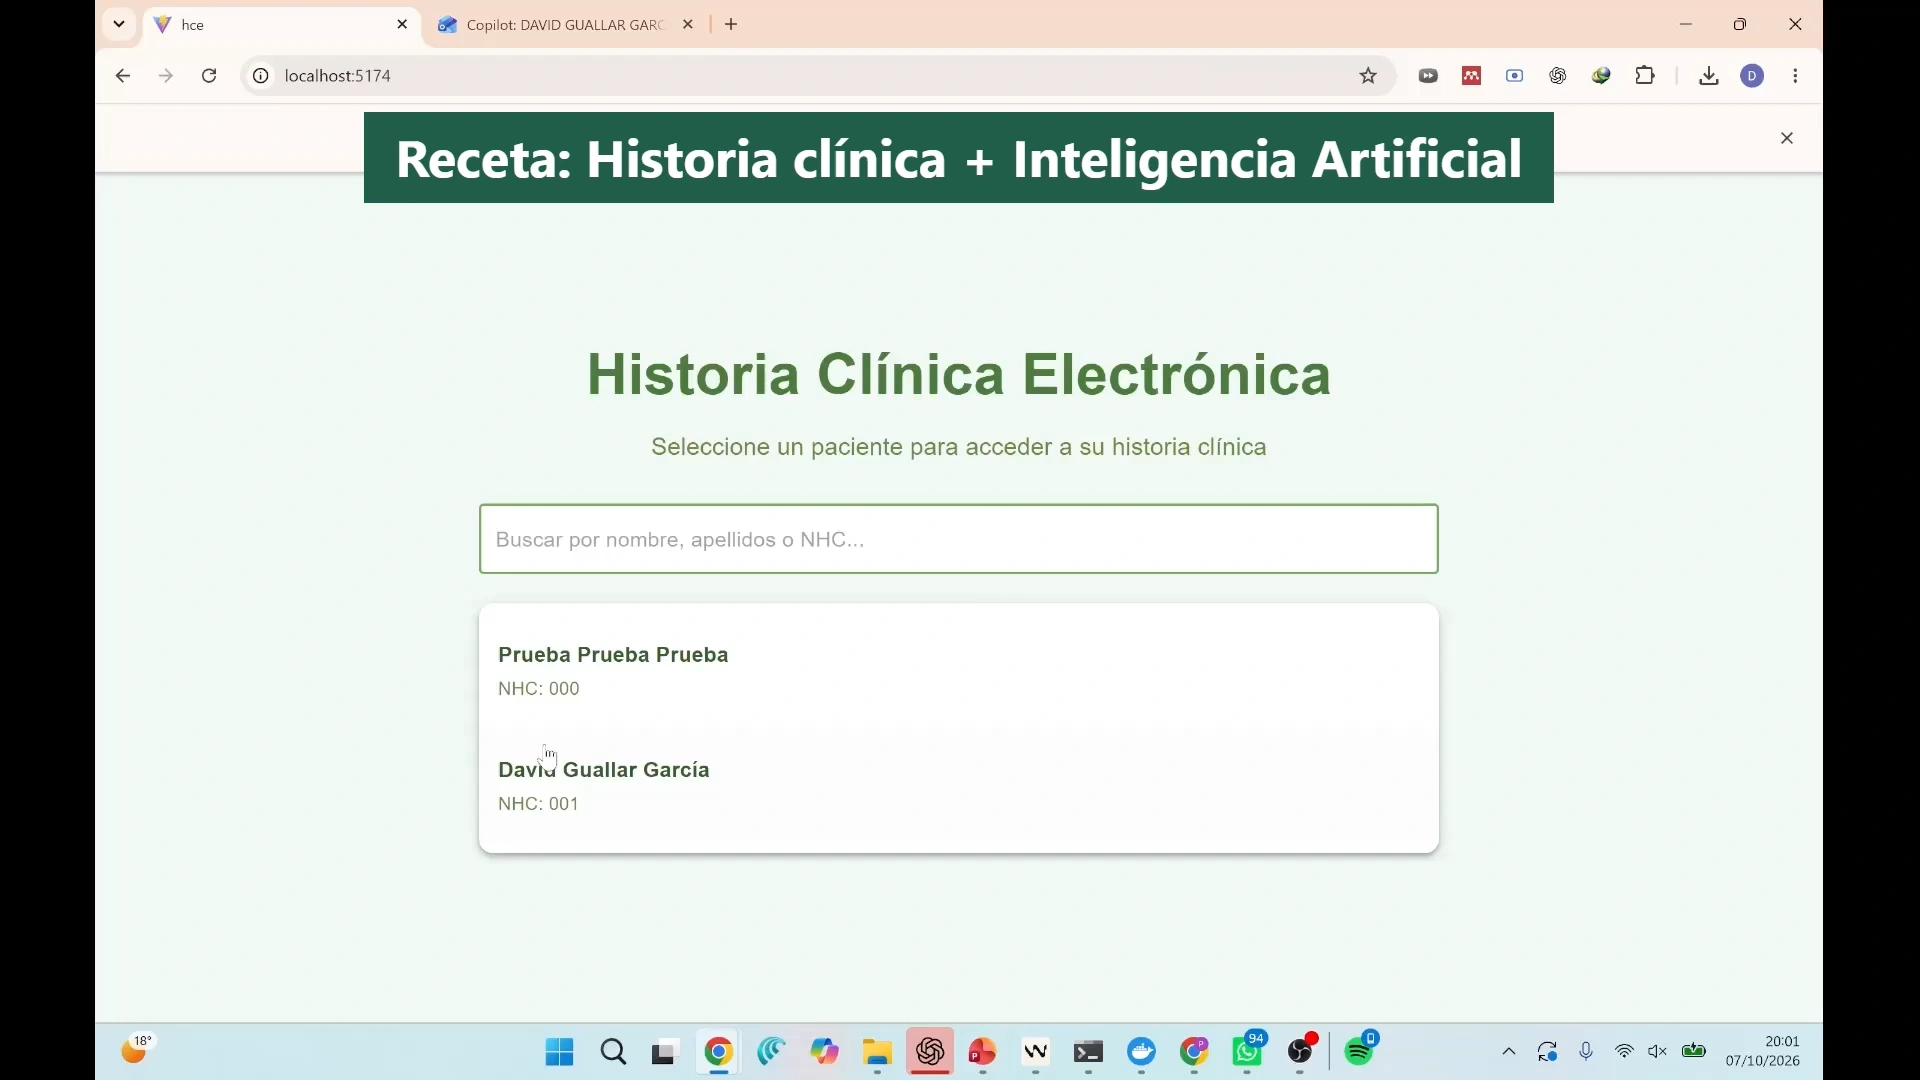 hce
Copilot: DAVID GUALLAR GARC
localhost:5174
D
Receta: Historia clínica + Inteligencia Artificial
Historia Clínica Electrónica
Seleccione un paciente para acceder a su historia clínica
Buscar por nombre, apellidos o NHC...
Prueba Prueba Prueba
NHC: 000
David Guallar García
NHC: 001
18°
P
W
P
94
20:01
07/10/2026